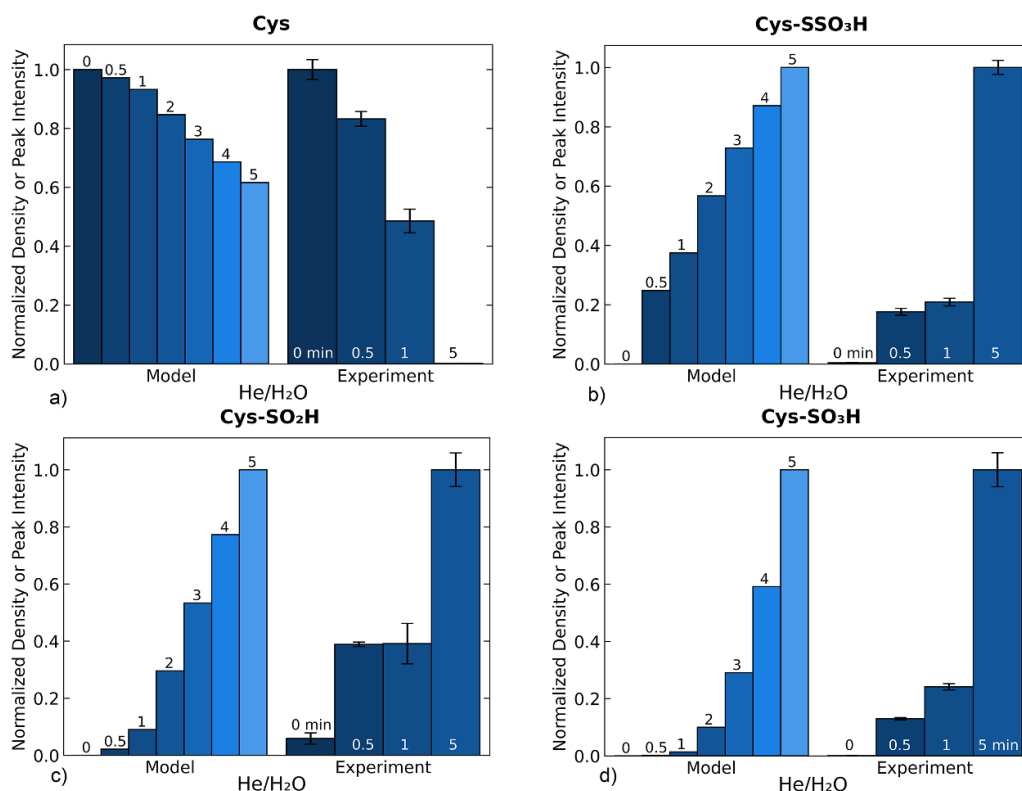 Cys
Normalized Density or Peak Intensity
1.0
0.8
0.6
0.4
0.2
0.0
0
0.5
1
2
3
4
5
0 min
0.5
1
5
Model
Experiment
He/H₂O
a)
Cys-SSO₃H
Normalized Density or Peak Intensity
1.0
0.8
0.6
0.4
0.2
0.0
0
0.5
1
2
3
4
5
0 min
0.5
1
5
Model
Experiment
He/H₂O
b)
Cys-SO₂H
Normalized Density or Peak Intensity
1.0
0.8
0.6
0.4
0.2
0.0
0
0.5
1
2
3
4
5
0 min
0.5
1
5
Model
Experiment
He/H₂O
c)
Cys-SO₃H
Normalized Density or Peak Intensity
1.0
0.8
0.6
0.4
0.2
0.0
0
0.5
1
2
3
4
5
0
0.5
1
5 min
Model
Experiment
He/H₂O
d)